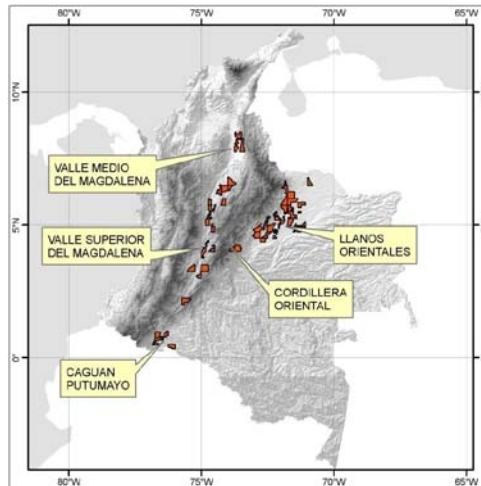 80°W 75°W 70°W 65°W
10°N
VALLE MEDIO
DEL MAGDALENA
5°N
VALLE SUPERIOR
DEL MAGDALENA
LLANOS
ORIENTALES
CORDILLERA
ORIENTAL
0°
CAGUAN
PUTUMAYO
80°W 75°W 70°W 65°W